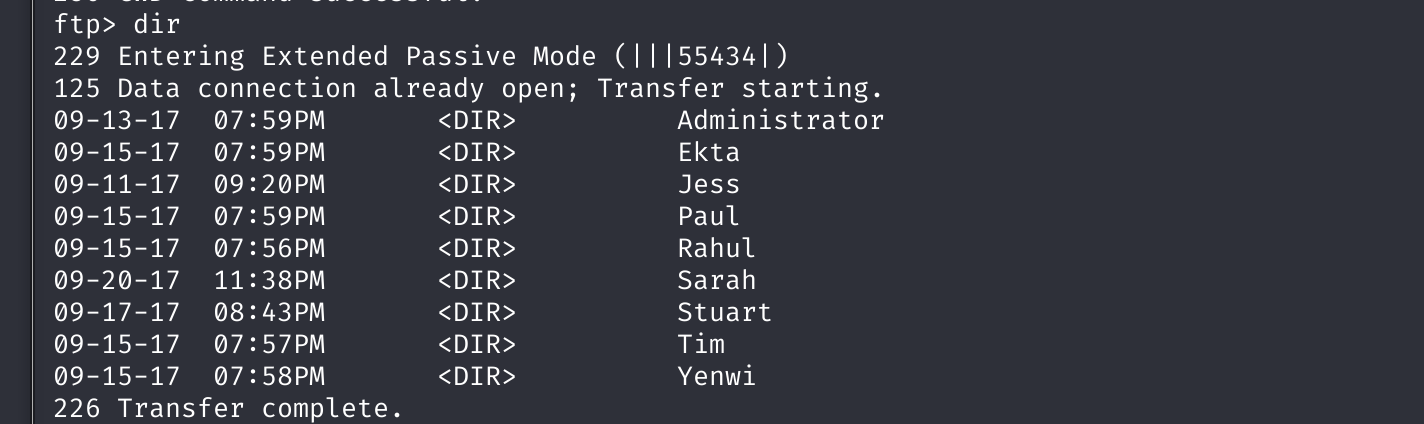 ftp> dir
229 Entering Extended Passive Mode (|||55434|)
125 Data connection already open; Transfer starting.
09-13-17  07:59PM       <DIR>          Administrator
09-15-17  07:59PM       <DIR>          Ekta
09-11-17  09:20PM       <DIR>          Jess
09-15-17  07:59PM       <DIR>          Paul
09-15-17  07:56PM       <DIR>          Rahul
09-20-17  11:38PM       <DIR>          Sarah
09-17-17  08:43PM       <DIR>          Stuart
09-15-17  07:57PM       <DIR>          Tim
09-15-17  07:58PM       <DIR>          Yenwi
226 Transfer complete.